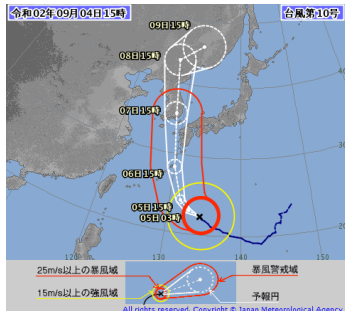 令和02年09月04日15時
台風第10号
09日15時
08日15時
07日15時
06日15時
05日15時
05日03時
40
30
20
120
130
140
150
25m/s以上の暴風域
暴風警戒域
15m/s以上の強風域
予報円
All rights reserved. Copyright © Japan Meteorological Agency